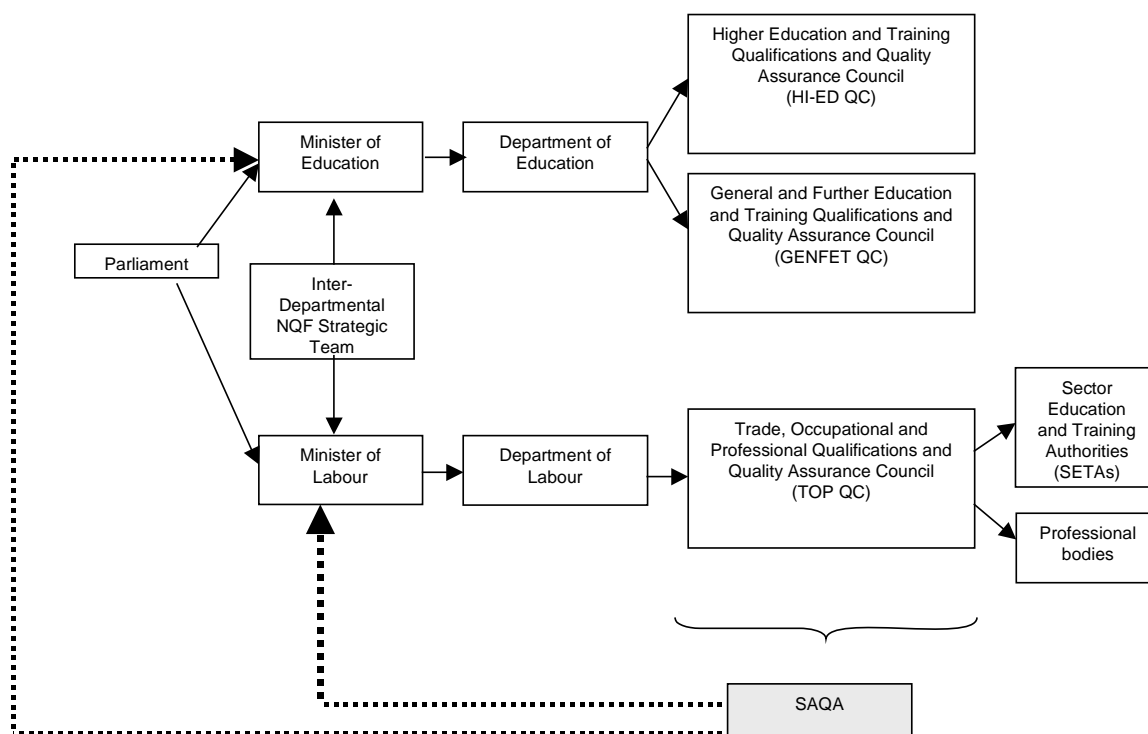 Higher Education and Training
Qualifications and Quality
Assurance Council
(HI-ED QC)
Minister of
Education
Department of
Education
General and Further Education
and Training Qualifications and
Quality Assurance Council
(GENFET QC)
Parliament
Inter-
Departmental
NQF Strategic
Team
Minister of
Labour
Department of
Labour
Trade, Occupational and
Professional Qualifications and
Quality Assurance Council
(TOP QC)
Sector
Education
and Training
Authorities
(SETAs)
Professional
bodies
SAQA